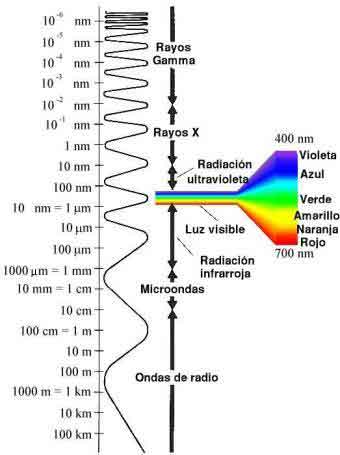 10⁻⁶ nm
10⁻⁵ nm
10⁻⁴ nm
10⁻³ nm
10⁻² nm
10⁻¹ nm
1 nm
10 nm
100 nm
10 nm = 1 µm
10 µm
100 µm
1000 µm = 1 mm
10 mm = 1 cm
10 cm
100 cm = 1 m
10 m
100 m
1000 m = 1 km
10 km
100 km
Rayos
Gamma
Rayos X
Radiación
ultravioleta
Luz visible
Radiación
infrarroja
Microondas
Ondas de radio
400 nm
Violeta
Azul
Verde
Amarillo
Naranja
Rojo
700 nm